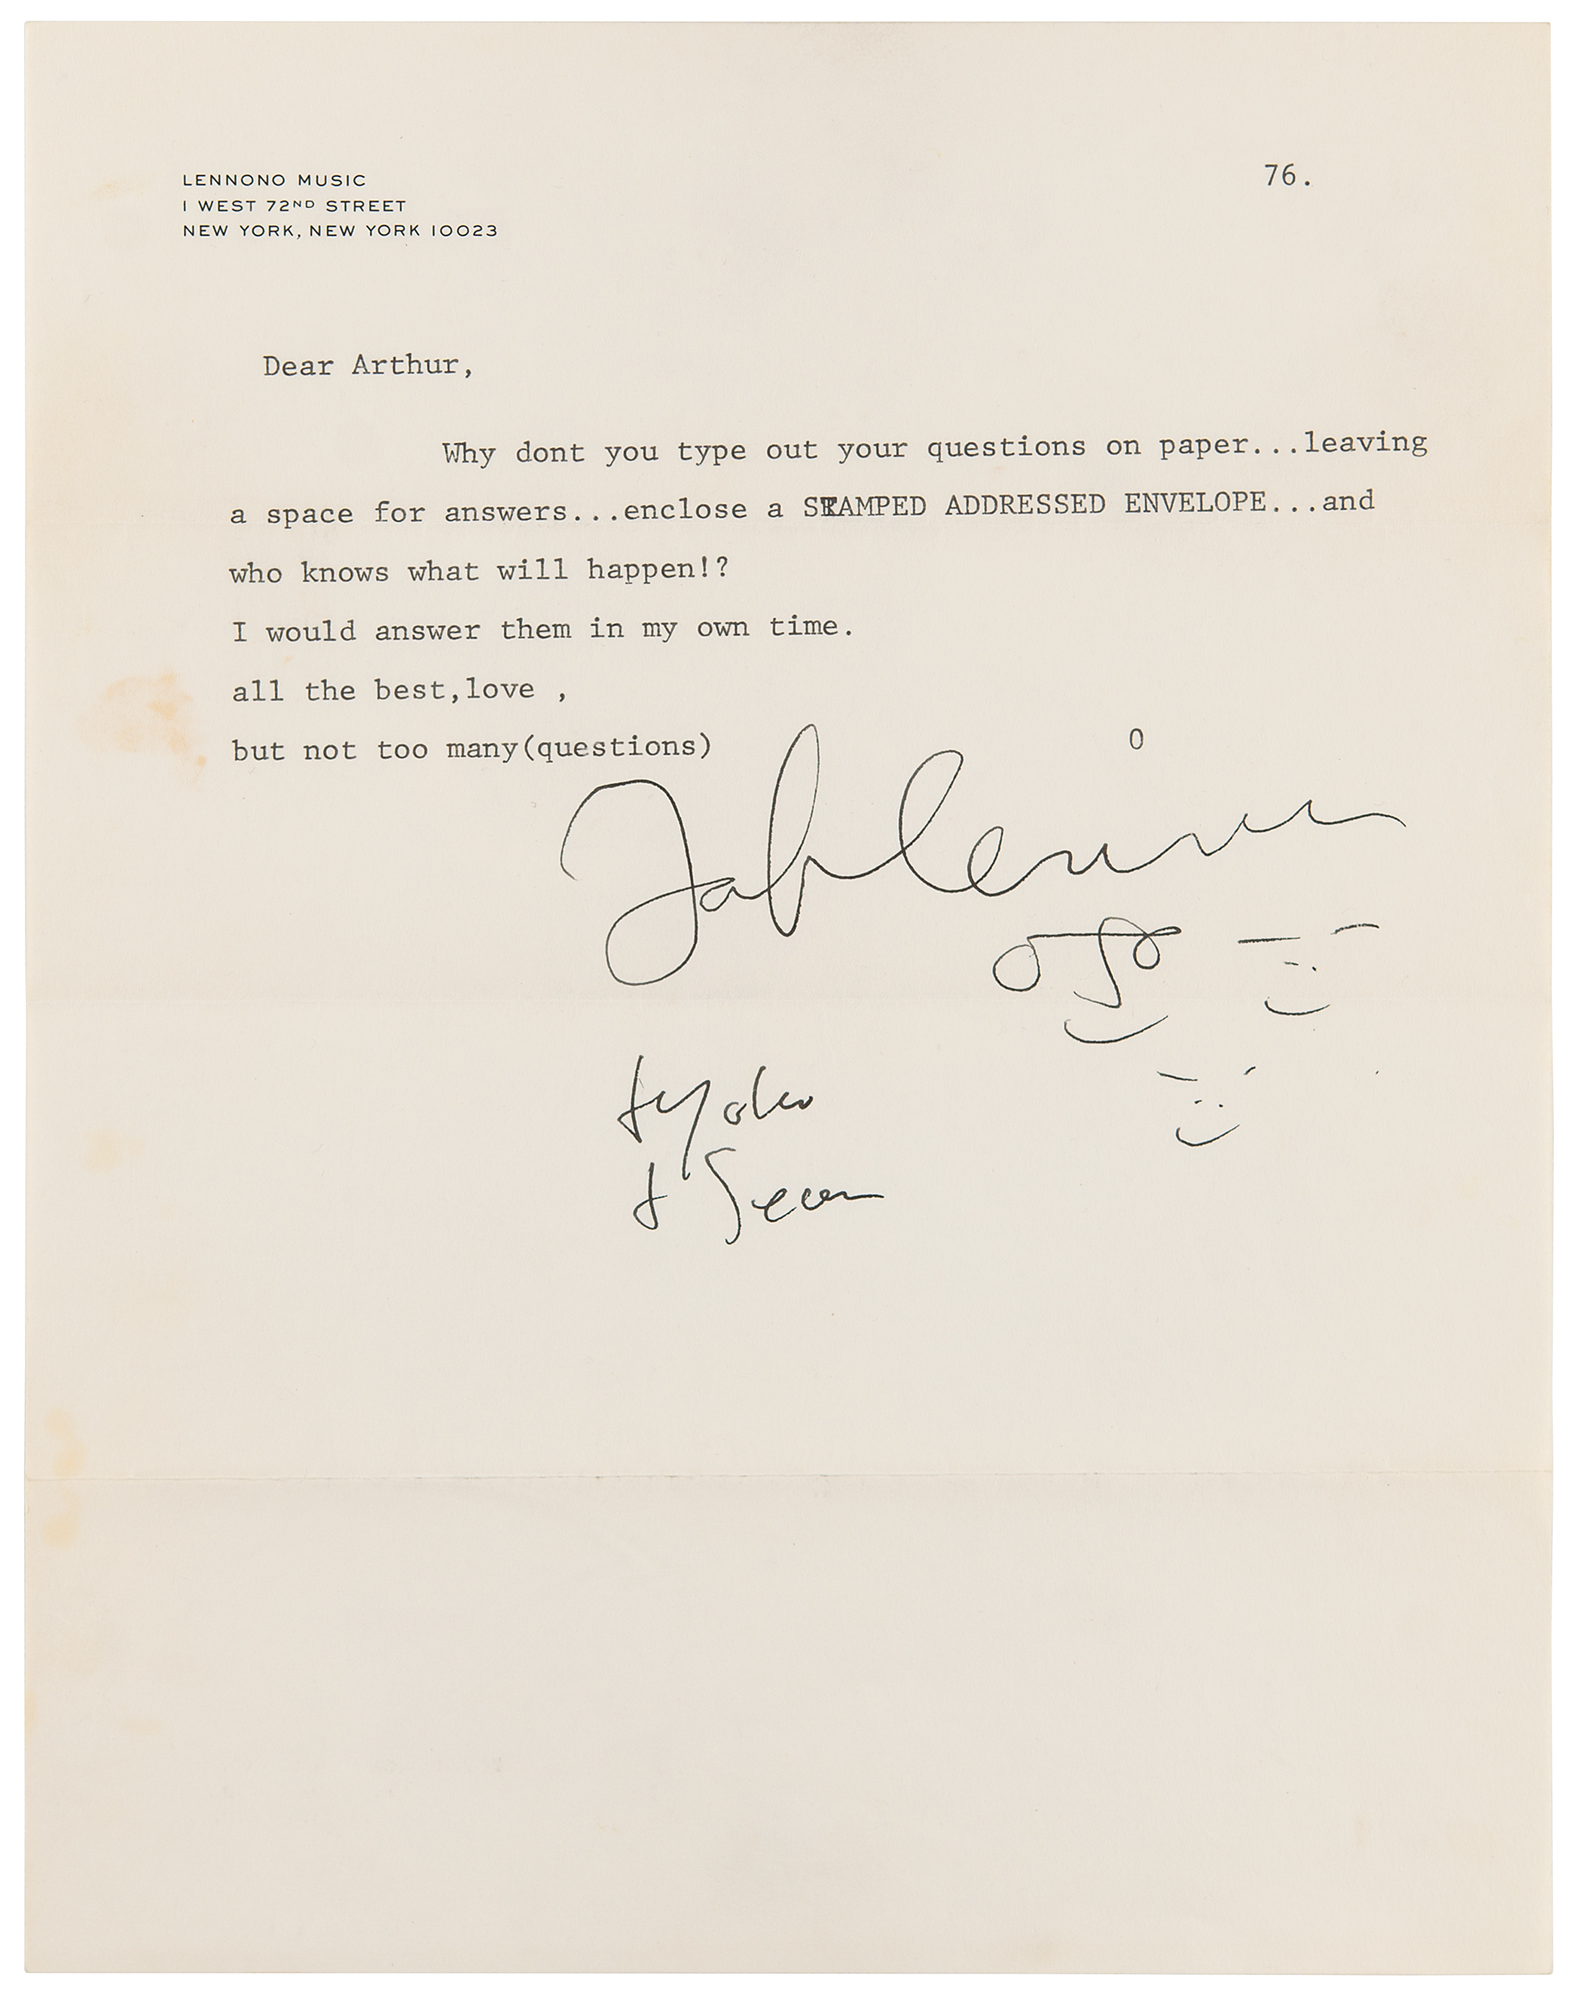 LENNONO MUSIC
1 WEST 72ND STREET
NEW YORK, NEW YORK 10023
76.
Dear Arthur,
Why dont you type out your questions on paper...leaving
a space for answers...enclose a STAMPED ADDRESSED ENVELOPE...and
who knows what will happen!?
I would answer them in my own time.
all the best,love ,
but not too many(questions)
0
John Lennon
+ Yoko
+ Sean